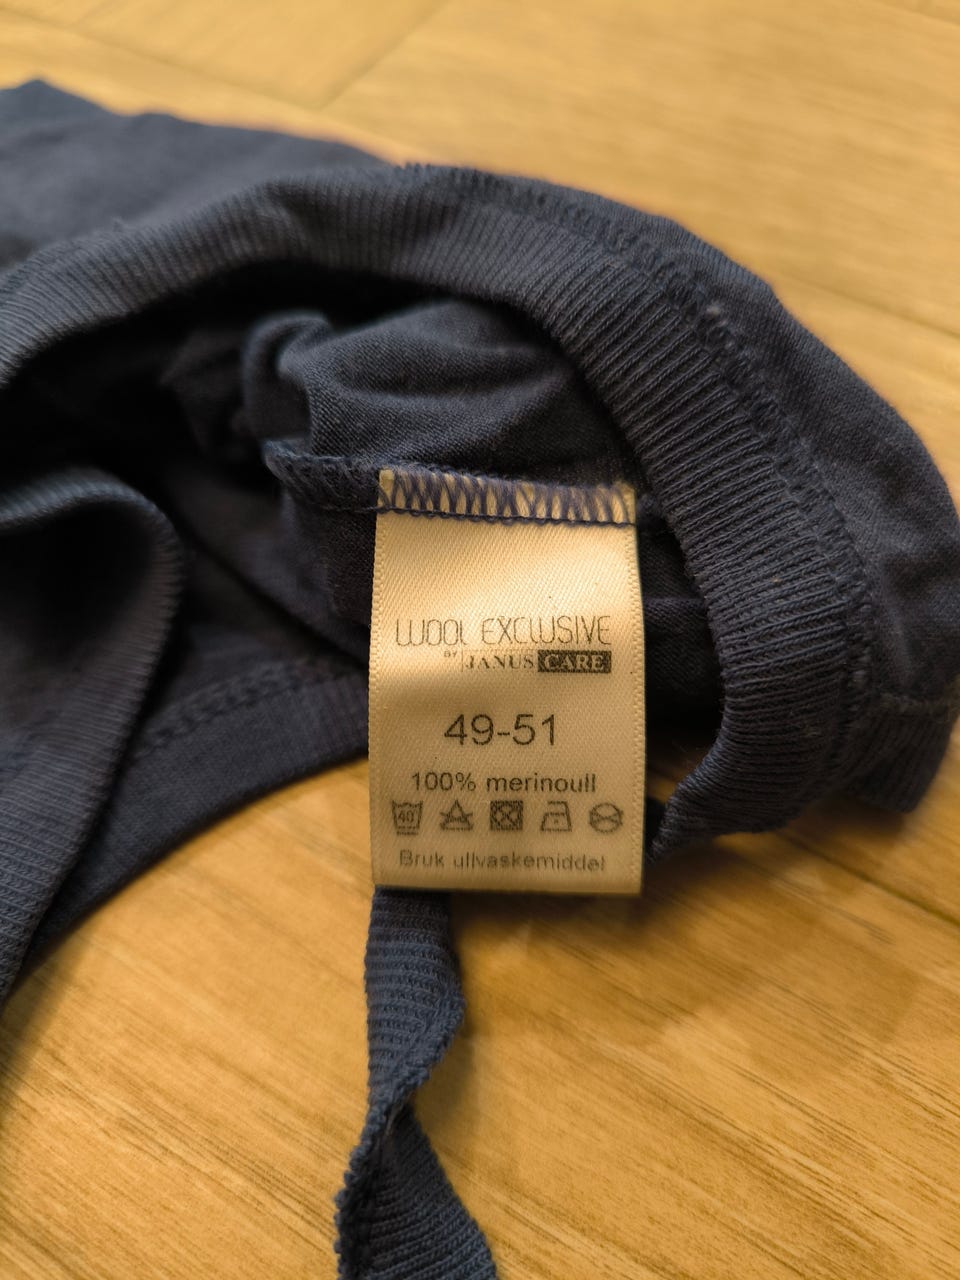 WOOL EXCLUSIVE
BY JANUS CARE
49-51
100% merinoull
40
Bruk ullvaskemiddel